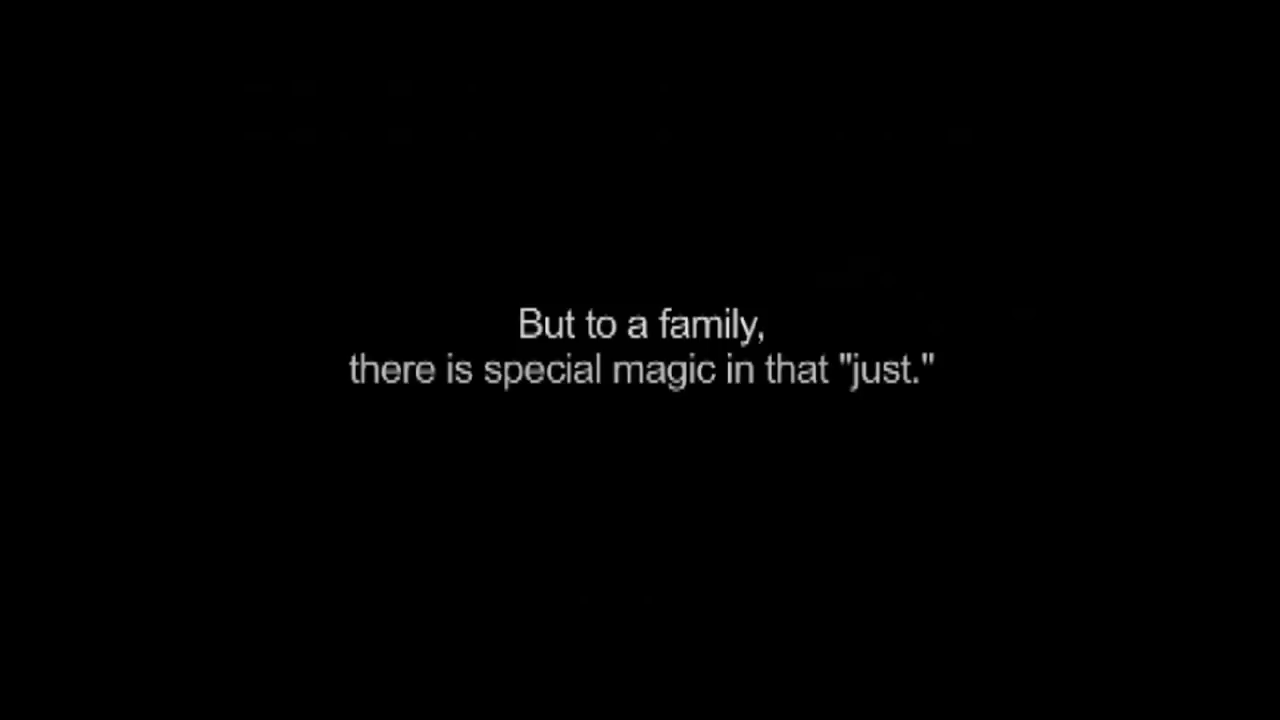 But to a family,
there is special magic in that "just."